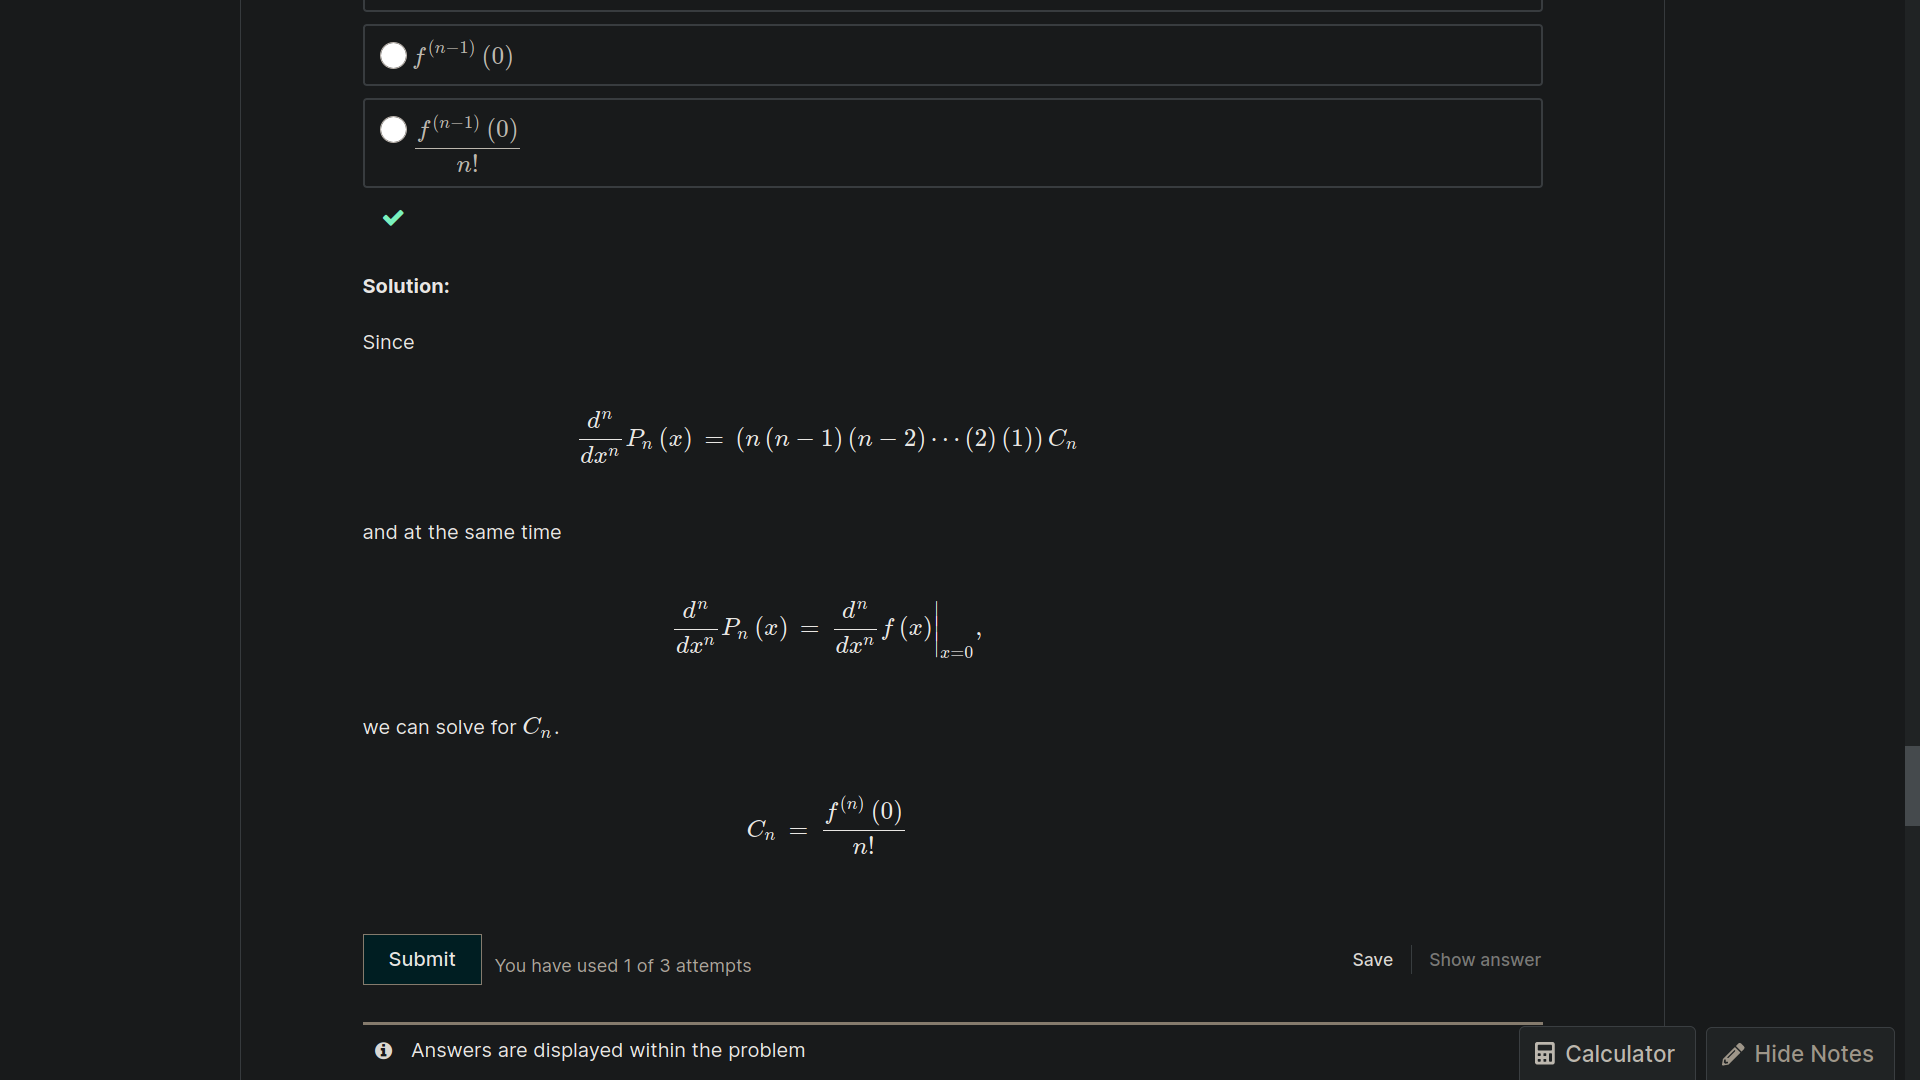 f^{(n−1)} (0)
\frac{f^{(n−1)} (0)}{n!}
Solution:
Since
\frac{d^n}{dx^n} P_n (x) = (n (n − 1) (n − 2) ⋯ (2) (1)) C_n
and at the same time
\frac{d^n}{dx^n} P_n (x) = \frac{d^n}{dx^n} f (x)|_{x=0},
we can solve for C_n.
C_n = \frac{f^{(n)} (0)}{n!}
Submit You have used 1 of 3 attempts Save Show answer
Answers are displayed within the problem
Calculator Hide Notes